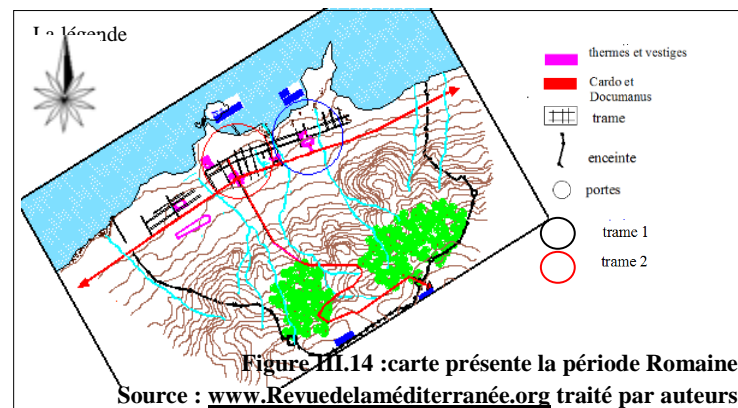 La légende
thermes et vestiges
Cardo et
Documanus
trame
enceinte
portes
trame 1
trame 2
Figure III.14 :carte présente la période Romaine
Source : www.Revuedelaméditerranée.org traité par auteurs